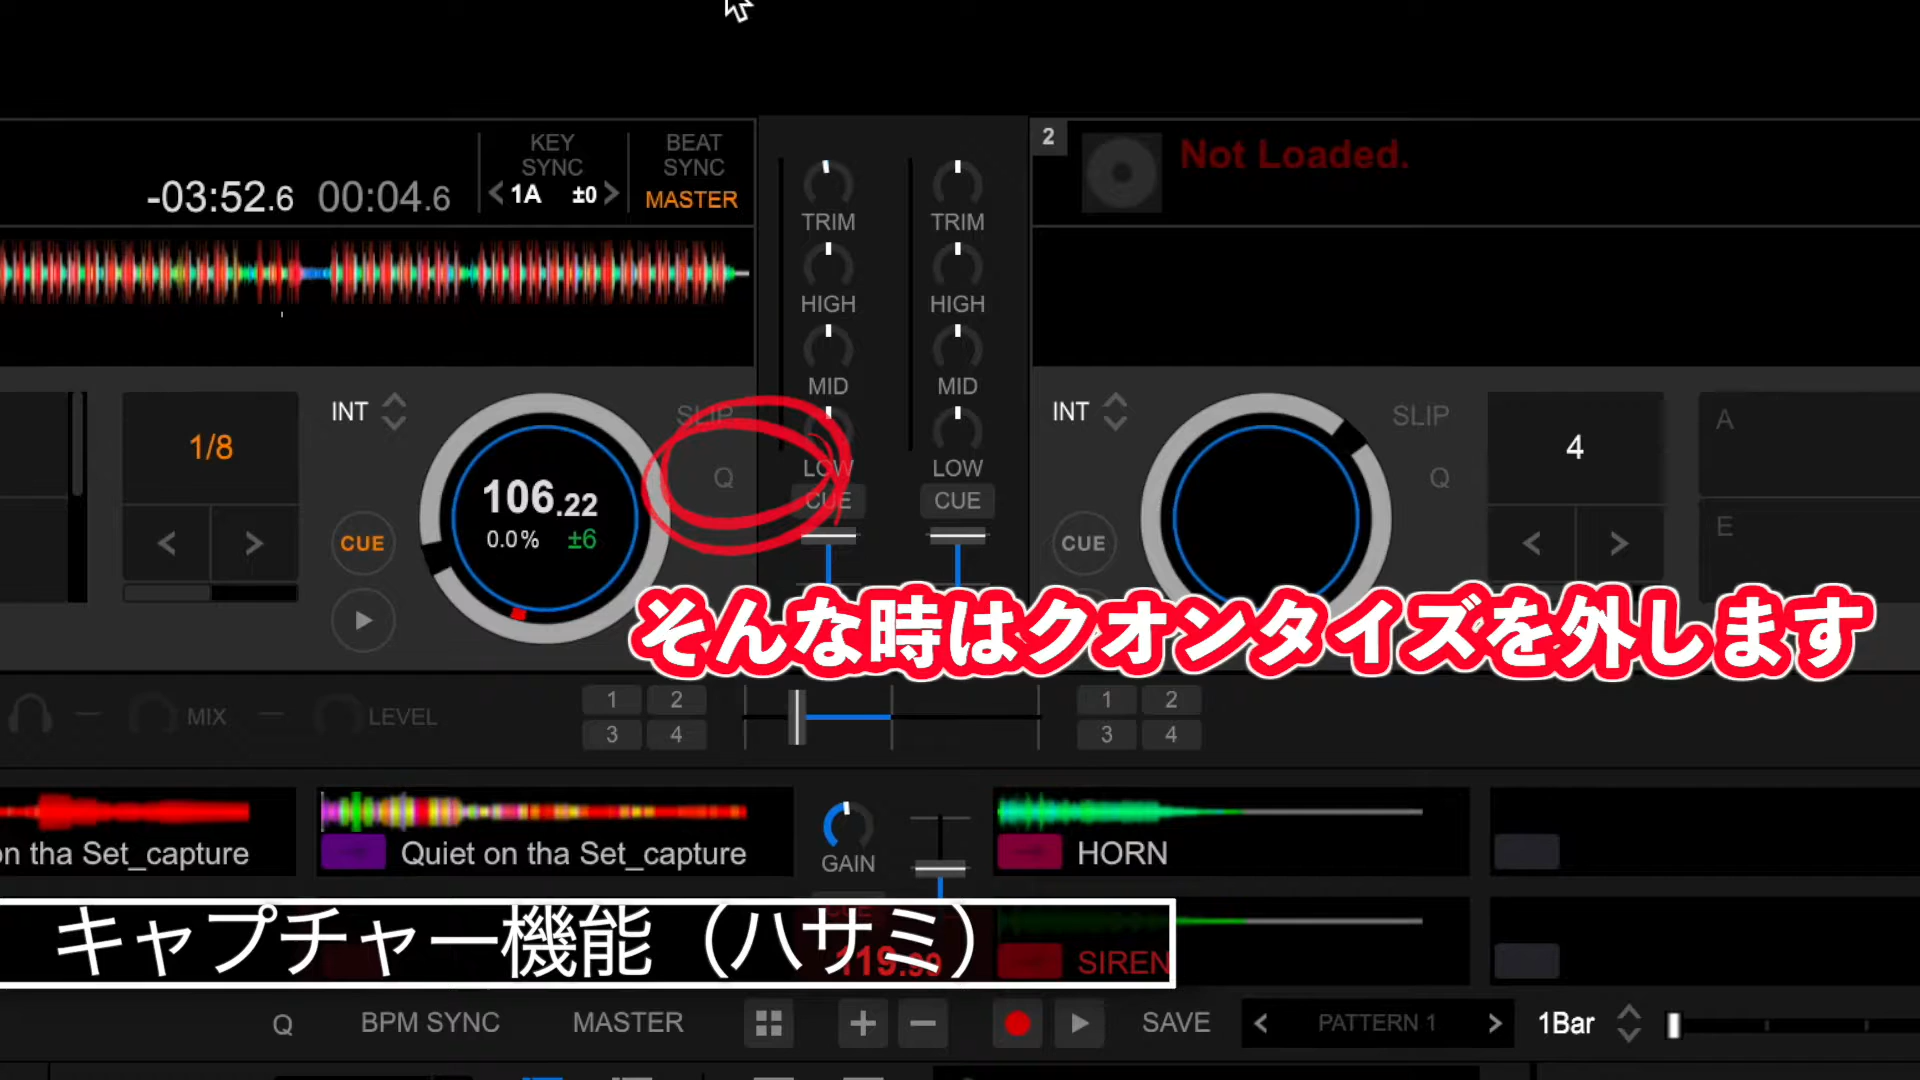 KEY
SYNC
BEAT
SYNC
-03:52.6 00:04.6
1A ±0
MASTER
TRIM
TRIM
2
Not Loaded.
HIGH
HIGH
MID
MID
1/8
INT
SLIP
Q
106.22
0.0% ±6
CUE
LOW
CUE
LOW
CUE
INT
CUE
SLIP
Q
4
A
E
そんな時はクオンタイズを外します
MIX
LEVEL
1 2
3 4
1 2
3 4
on tha Set_capture
Quiet on tha Set_capture
GAIN
HORN
キャプチャー機能（ハサミ）
119.99
SIREN
Q
BPM SYNC
MASTER
SAVE
PATTERN 1
1Bar